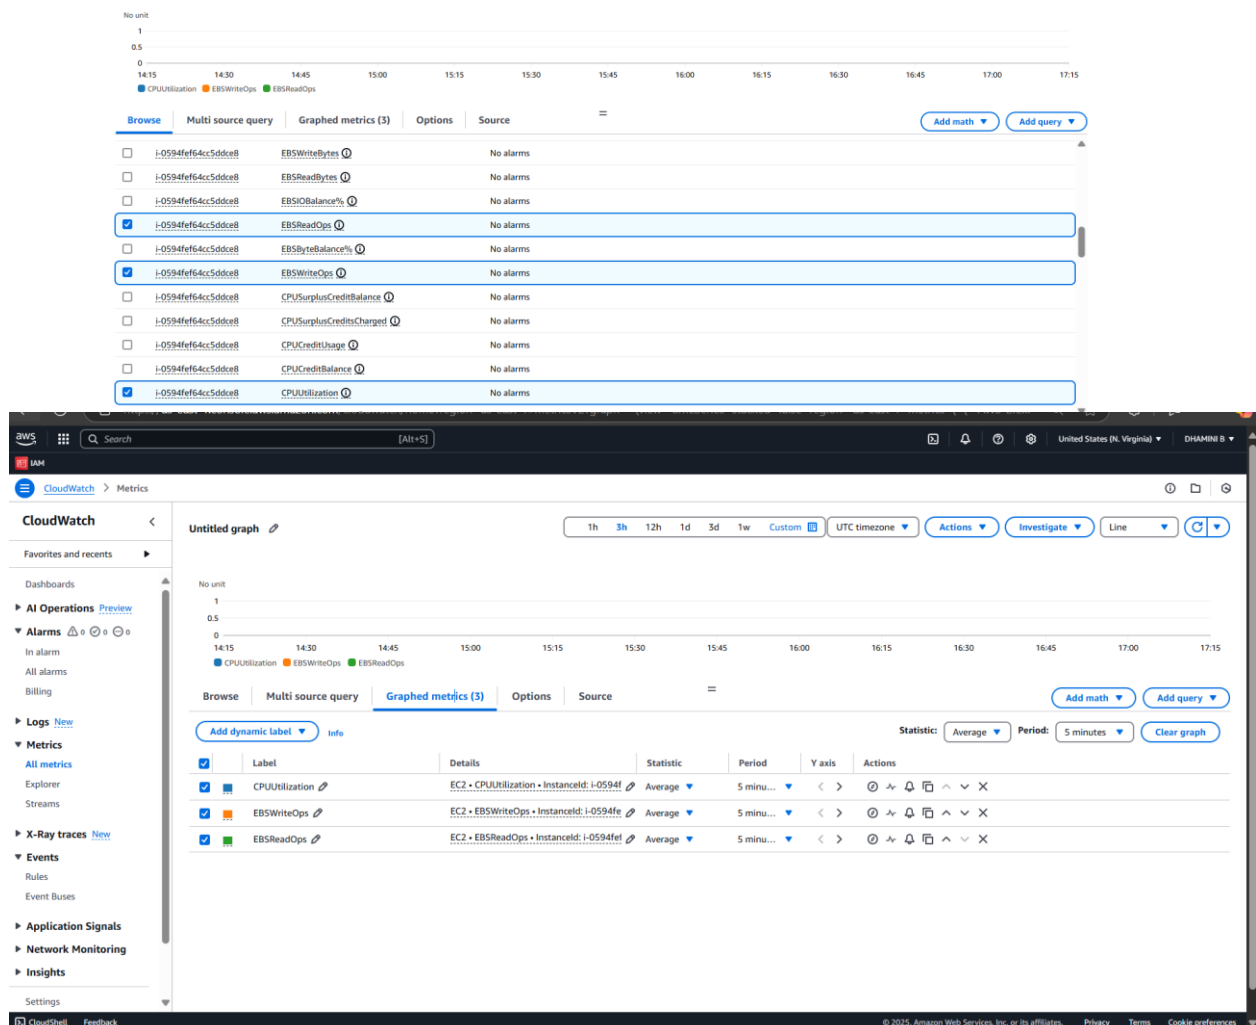 No unit
1
0.5
0
14:15 14:30 14:45 15:00 15:15 15:30 15:45 16:00 16:15 16:30 16:45 17:00 17:15
CPUUtilization EBSWriteOps EBSReadOps
Browse Multi source query Graphed metrics (3) Options Source = Add math Add query
i-0594fef64cc5ddce8 EBSWriteBytes No alarms
i-0594fef64cc5ddce8 EBSReadBytes No alarms
i-0594fef64cc5ddce8 EBSIOBalance% No alarms
i-0594fef64cc5ddce8 EBSReadOps No alarms
i-0594fef64cc5ddce8 EBSByteBalance% No alarms
i-0594fef64cc5ddce8 EBSWriteOps No alarms
i-0594fef64cc5ddce8 CPUSurplusCreditBalance No alarms
i-0594fef64cc5ddce8 CPUSurplusCreditsCharged No alarms
i-0594fef64cc5ddce8 CPUCreditUsage No alarms
i-0594fef64cc5ddce8 CPUCreditBalance No alarms
i-0594fef64cc5ddce8 CPUUtilization No alarms
aws Search [Alt+S] United States (N. Virginia) DHAMINI B
IAM
CloudWatch > Metrics
CloudWatch
Untitled graph 1h 3h 12h 1d 3d 1w Custom UTC timezone Actions Investigate Line
Favorites and recents
Dashboards
AI Operations Preview
Alarms 0 0 0
In alarm
All alarms
Billing
Logs New
Metrics
All metrics
Explorer
Streams
X-Ray traces New
Events
Rules
Event Buses
Application Signals
Network Monitoring
Insights
Settings
No unit
1
0.5
0
14:15 14:30 14:45 15:00 15:15 15:30 15:45 16:00 16:15 16:30 16:45 17:00 17:15
CPUUtilization EBSWriteOps EBSReadOps
Browse Multi source query Graphed metrics (3) Options Source = Add math Add query
Add dynamic label Info Statistic: Average Period: 5 minutes Clear graph
Label Details Statistic Period Y axis Actions
CPUUtilization EC2 • CPUUtilization • InstanceId: i-0594f Average 5 minu...
EBSWriteOps EC2 • EBSWriteOps • InstanceId: i-0594fe Average 5 minu...
EBSReadOps EC2 • EBSReadOps • InstanceId: i-0594fef Average 5 minu...
CloudShell Feedback © 2025, Amazon Web Services, Inc. or its affiliates. Privacy Terms Cookie preferences